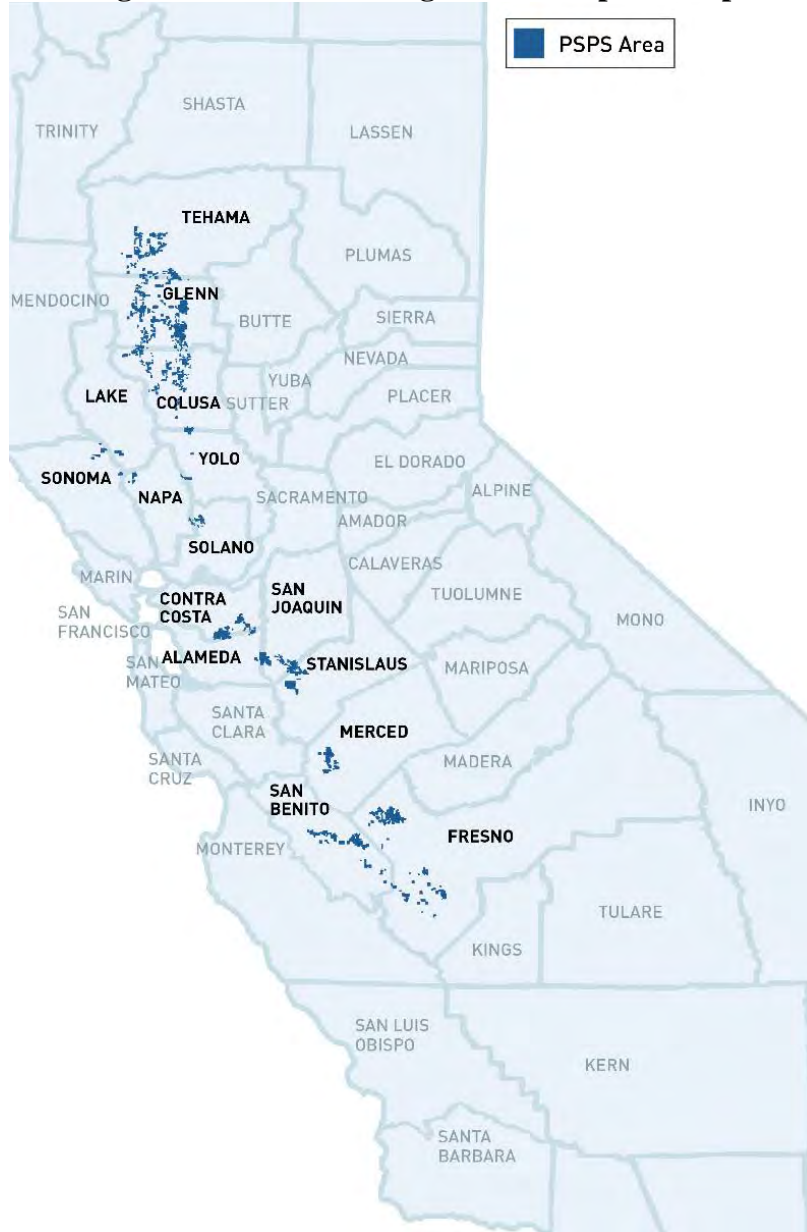 PSPS Area
SHASTA
TRINITY
LASSEN
TEHAMA
PLUMAS
GLENN
MENDOCINO
BUTTE
SIERRA
NEVADA
YUBA
LAKE
COLUSA
SUTTER
PLACER
YOLO
EL DORADO
SONOMA
NAPA
SACRAMENTO
ALPINE
AMADOR
SOLANO
CALAVERAS
MARIN
TUOLUMNE
CONTRA
COSTA
SAN
JOAQUIN
SAN
FRANCISCO
MONO
ALAMEDA
STANISLAUS
SAN
MATEO
MARIPOSA
SANTA
CLARA
MERCED
SANTA
CRUZ
MADERA
SAN
BENITO
INYO
MONTEREY
FRESNO
TULARE
KINGS
SAN LUIS
OBISPO
KERN
SANTA
BARBARA